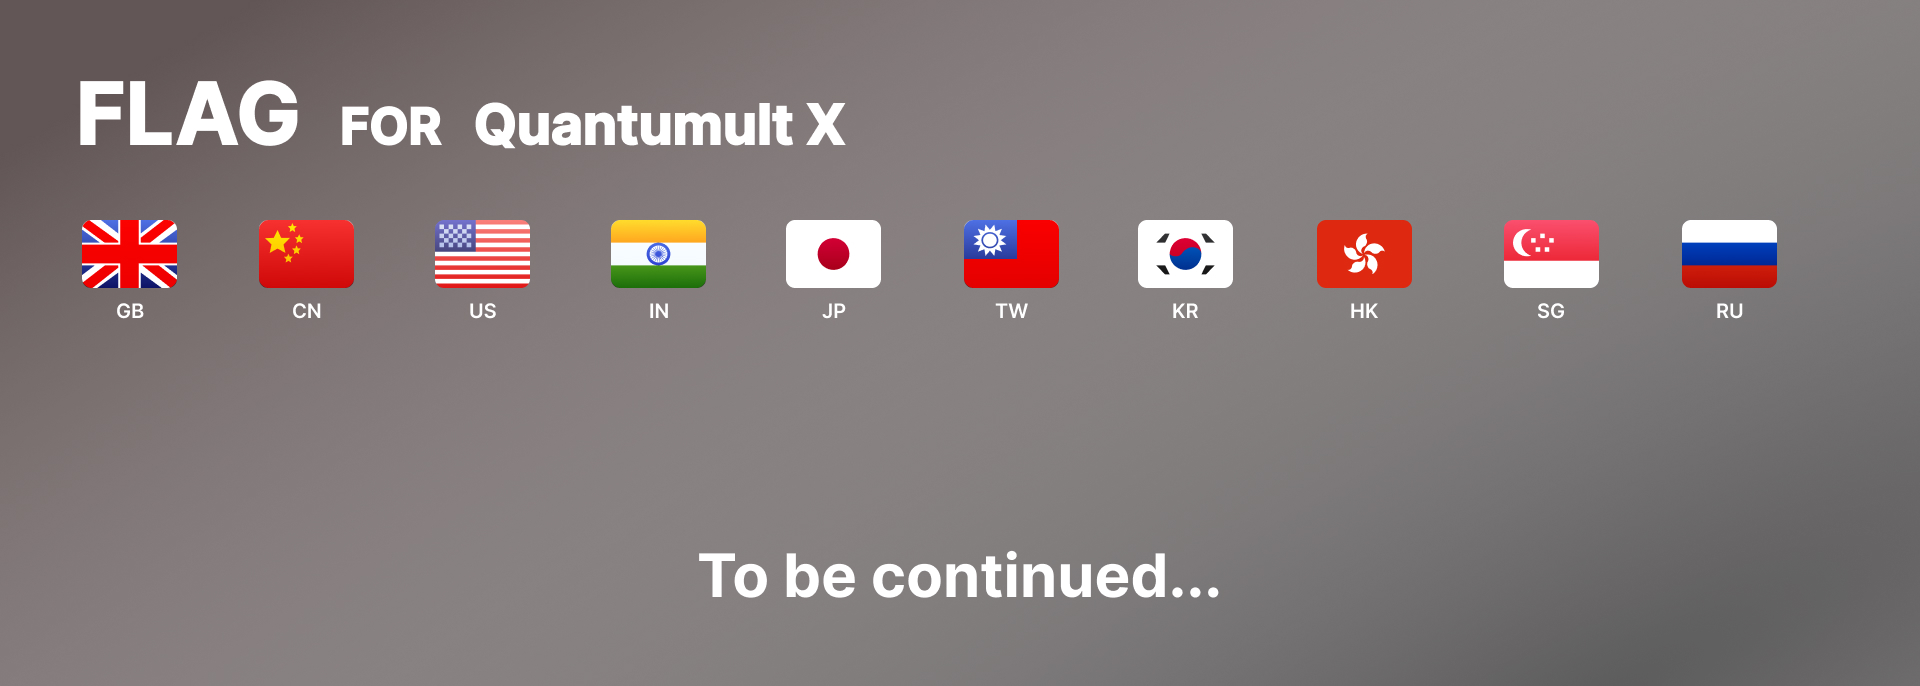 FLAG FOR Quantumult X
GB CN US IN JP TW KR HK SG RU
To be continued...